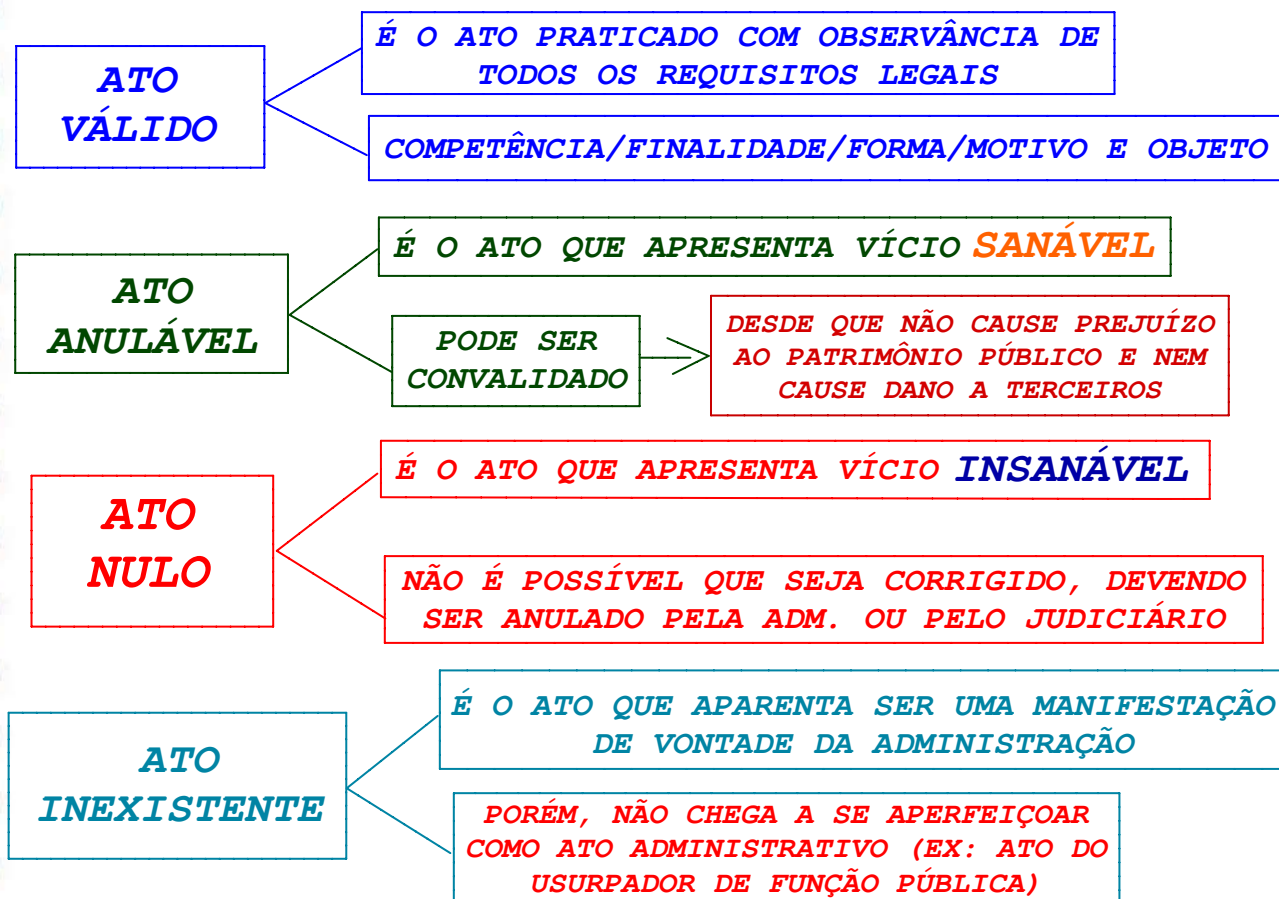 ATO
VÁLIDO
É O ATO PRATICADO COM OBSERVÂNCIA DE
TODOS OS REQUISITOS LEGAIS
COMPETÊNCIA/FINALIDADE/FORMA/MOTIVO E OBJETO
ATO
ANULÁVEL
É O ATO QUE APRESENTA VÍCIO SANÁVEL
PODE SER
CONVALIDADO
DESDE QUE NÃO CAUSE PREJUÍZO
AO PATRIMÔNIO PÚBLICO E NEM
CAUSE DANO A TERCEIROS
ATO
NULO
É O ATO QUE APRESENTA VÍCIO INSANÁVEL
NÃO É POSSÍVEL QUE SEJA CORRIGIDO, DEVENDO
SER ANULADO PELA ADM. OU PELO JUDICIÁRIO
ATO
INEXISTENTE
É O ATO QUE APARENTA SER UMA MANIFESTAÇÃO
DE VONTADE DA ADMINISTRAÇÃO
PORÉM, NÃO CHEGA A SE APERFEIÇOAR
COMO ATO ADMINISTRATIVO (EX: ATO DO
USURPADOR DE FUNÇÃO PÚBLICA)